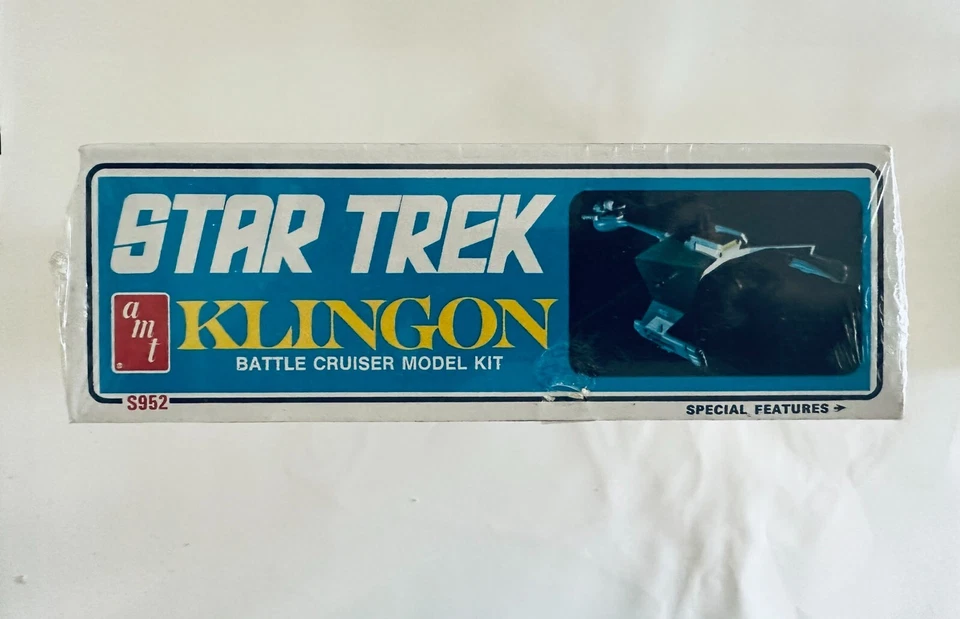 STAR TREK
amt
KLINGON
BATTLE CRUISER MODEL KIT
S952
SPECIAL FEATURES →